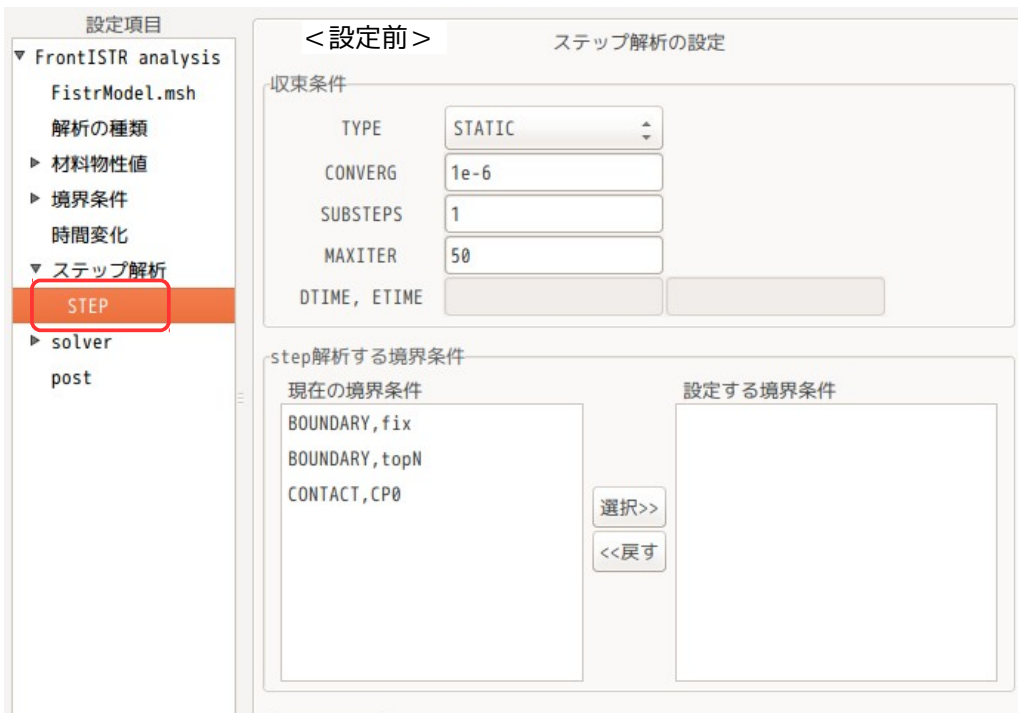 設定項目
FrontISTR analysis
FistrModel.msh
解析の種類
材料物性値
境界条件
時間変化
ステップ解析
STEP
solver
post
＜設定前＞
ステップ解析の設定
収束条件
TYPE STATIC
CONVERG 1e-6
SUBSTEPS 1
MAXITER 50
DTIME, ETIME
step解析する境界条件
現在の境界条件
BOUNDARY,fix
BOUNDARY,topN
CONTACT,CP0
選択>>
<<戻す
設定する境界条件